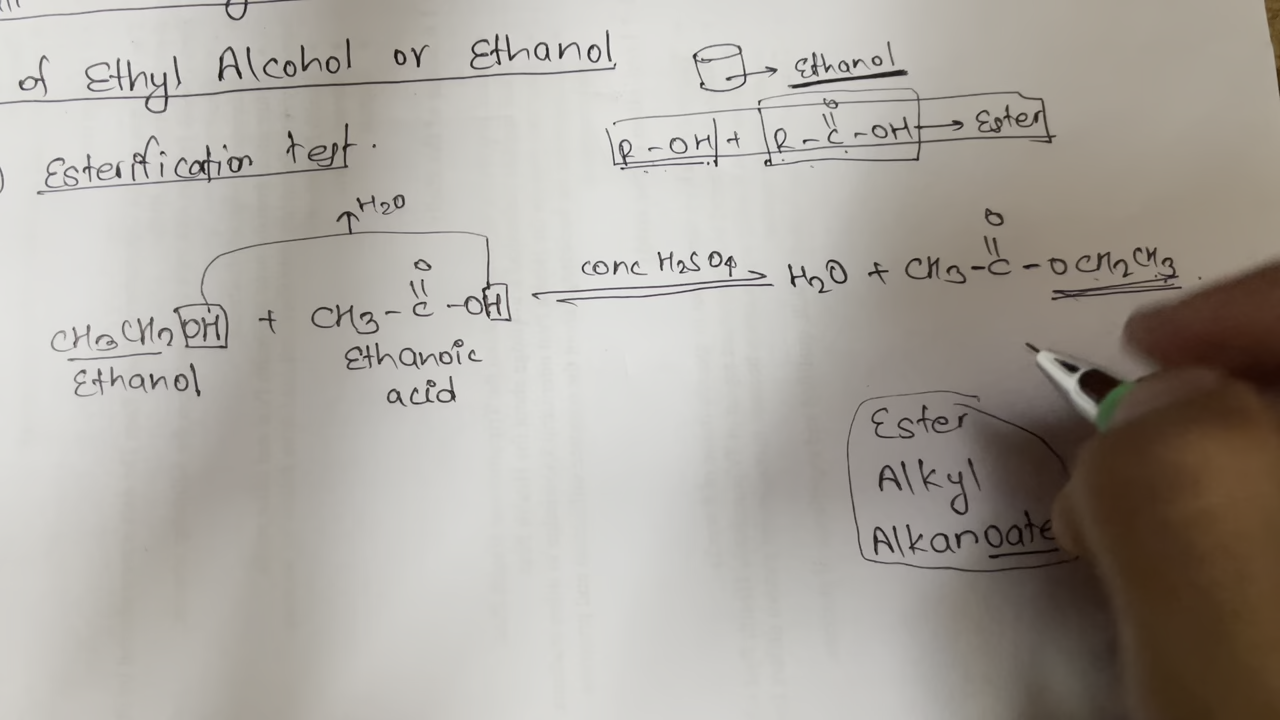 of Ethyl Alcohol or Ethanol
→ Ethanol
R-OH + R-C-OH → Ester
O
Esterification test.
↑H2O
CH3CH2OH + CH3-C-OH conc H2SO4 H2O + CH3-C-OCH2CH3
O
O
Ethanol
Ethanoic
acid
Ester
Alkyl
Alkanoate